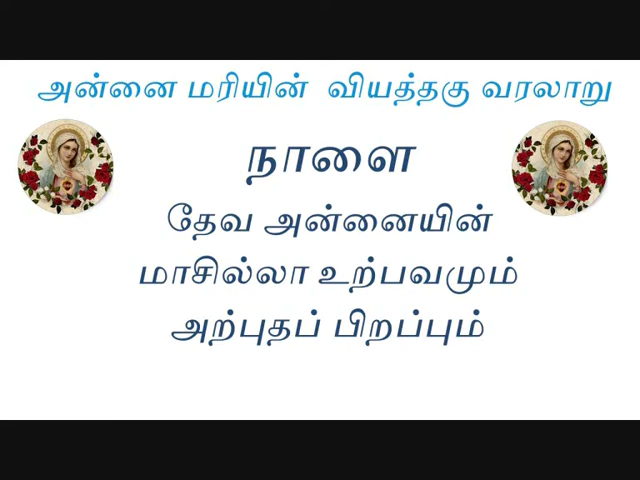 அன்னை மரியின் வியத்தகு வரலாறு
நாளை
தேவ அன்னையின்
மாசில்லா உற்பவமும்
அற்புதப் பிறப்பும்